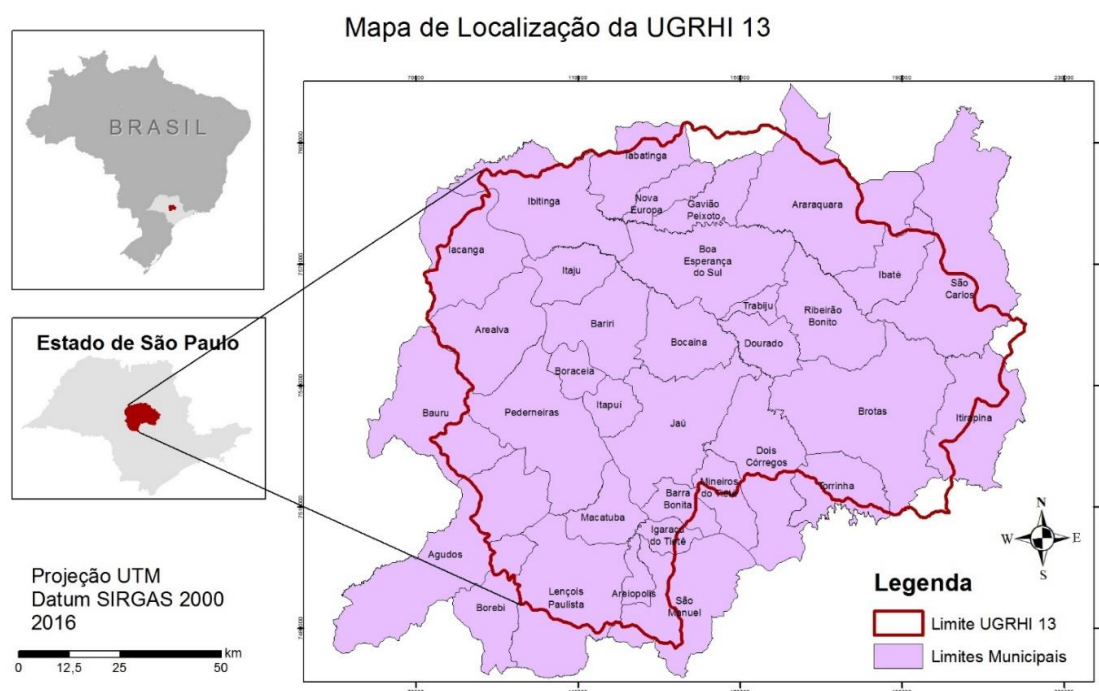 Mapa de Localização da UGRHI 13
BRASIL
Estado de São Paulo
Projeção UTM
Datum SIRGAS 2000
2016
km
0 12,5 25 50
Tabatinga
Ibitinga
Nova
Europa
Gavião
Peixoto
Araraquara
Iacanga
Itaju
Boa
Esperança
do Sul
Ibaté
São
Carlos
Arealva
Bariri
Trabiju
Ribeirão
Bonito
Bocaina
Dourado
Boraceia
Bauru
Pederneiras
Itapuí
Jaú
Brotas
Itirapina
Dois
Córregos
Mineiros
do Tietê
Torrinha
Barra
Bonita
Macatuba
Igaraçu
do Tietê
Agudos
Lençois
Paulista
Areiopolis
São
Manuel
Borebi
N
W E
S
Legenda
Limite UGRHI 13
Limites Municipais